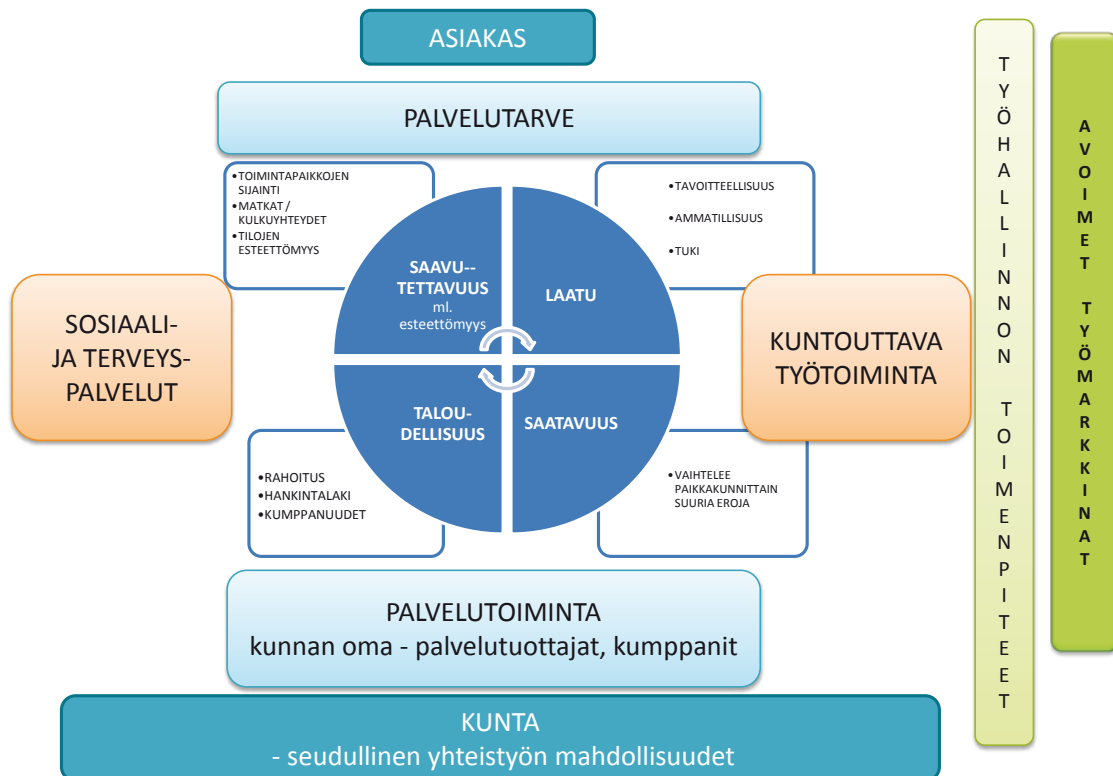 ASIAKAS
PALVELUTARVE
•TOIMINTAPAIKKOJEN
SIJAINTI
•MATKAT /
KULKUYHTEYDET
•TILOJEN
ESTEETTÖMYYS
•TAVOITTEELLISUUS
•AMMATILLISUUS
•TUKI
SAAVU--
TETTAVUUS
ml.
esteettömyys
LAATU
SOSIAALI-
JA TERVEYS-
PALVELUT
KUNTOUTTAVA
TYÖTOIMINTA
TALOU-
DELLISUUS
SAATAVUUS
•RAHOITUS
•HANKINTALAKI
•KUMPPANUUDET
•VAIHTELEE
PAIKKAKUNNITTAIN
SUURIA EROJA
PALVELUTOIMINTA
kunnan oma - palvelutuottajat, kumppanit
KUNTA
- seudullinen yhteistyön mahdollisuudet
TYÖHALLINNON TOIMENPITEET
AVOIMET TYÖMARKKINAT